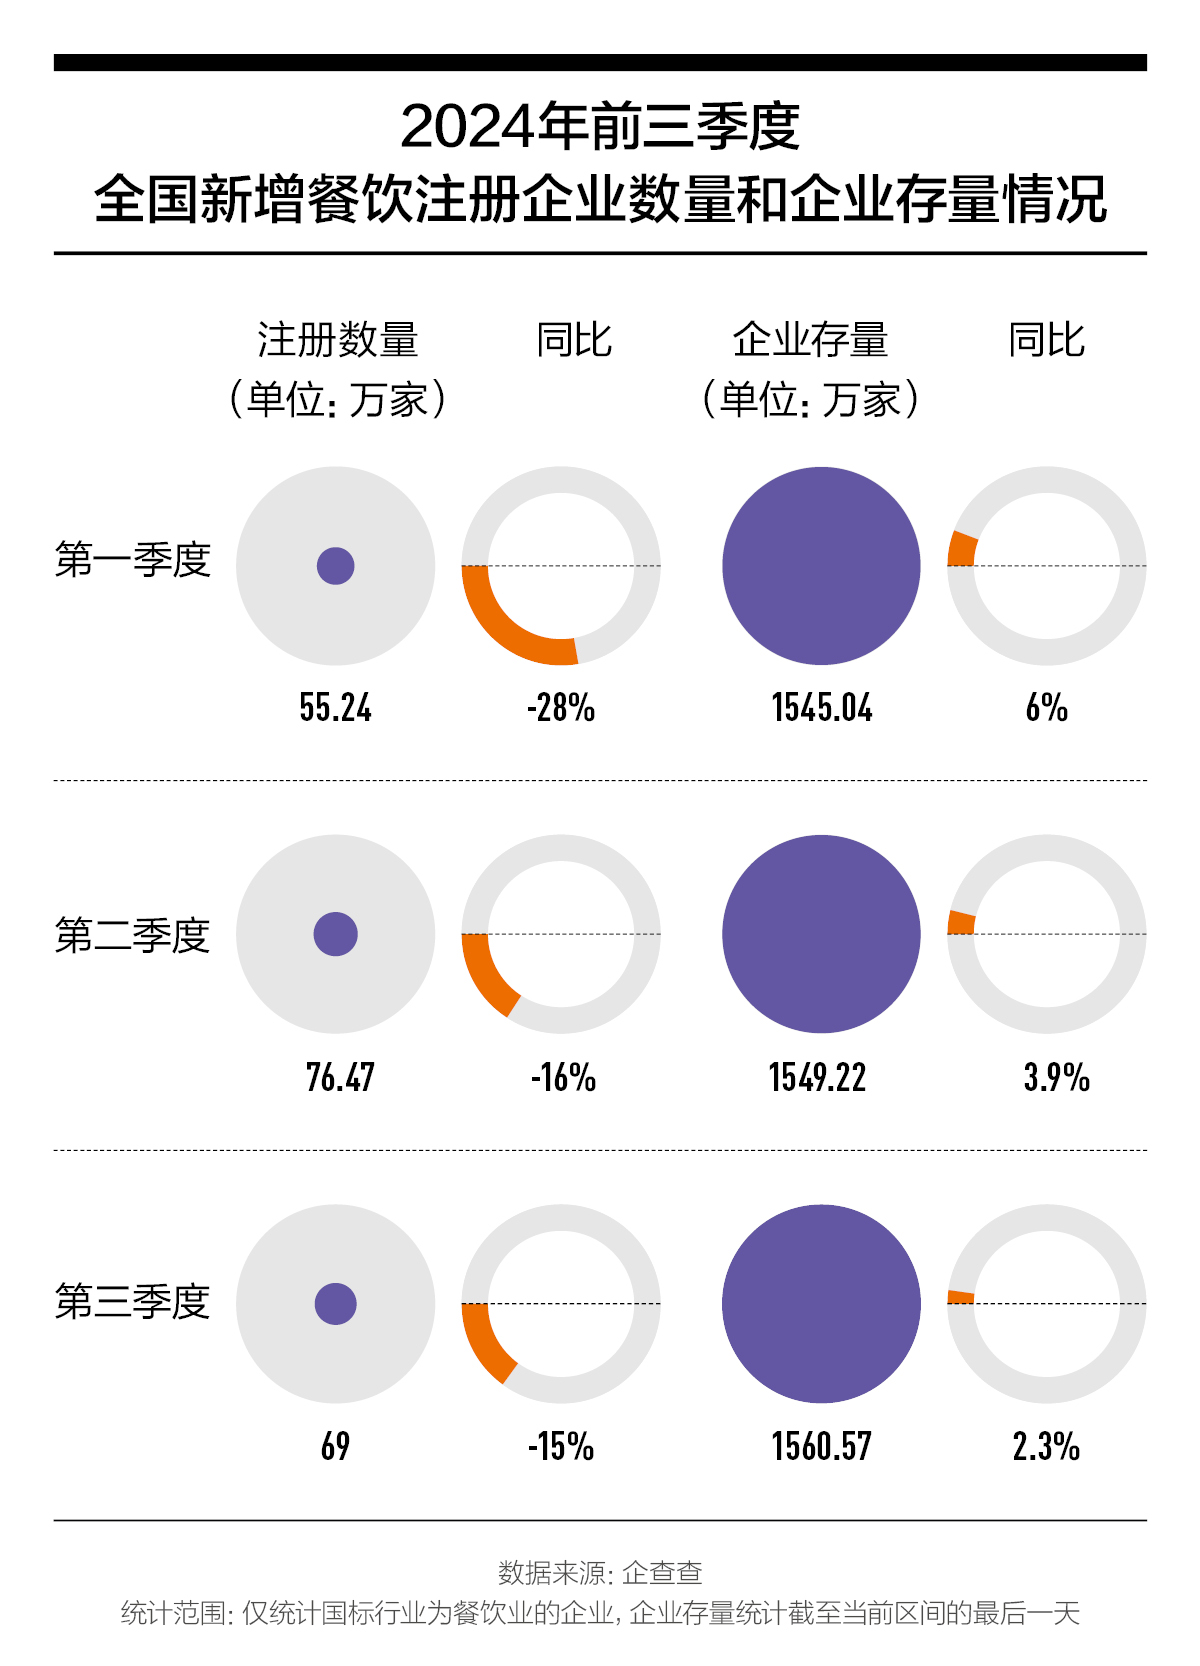 2024年前三季度
全国新增餐饮注册企业数量和企业存量情况
注册数量 同比 企业存量 同比
（单位：万家） （单位：万家）
第一季度
55.24 -28% 1545.04 6%
第二季度
76.47 -16% 1549.22 3.9%
第三季度
69 -15% 1560.57 2.3%
数据来源：企查查
统计范围：仅统计国标行业为餐饮业的企业，企业存量统计截至当前区间的最后一天